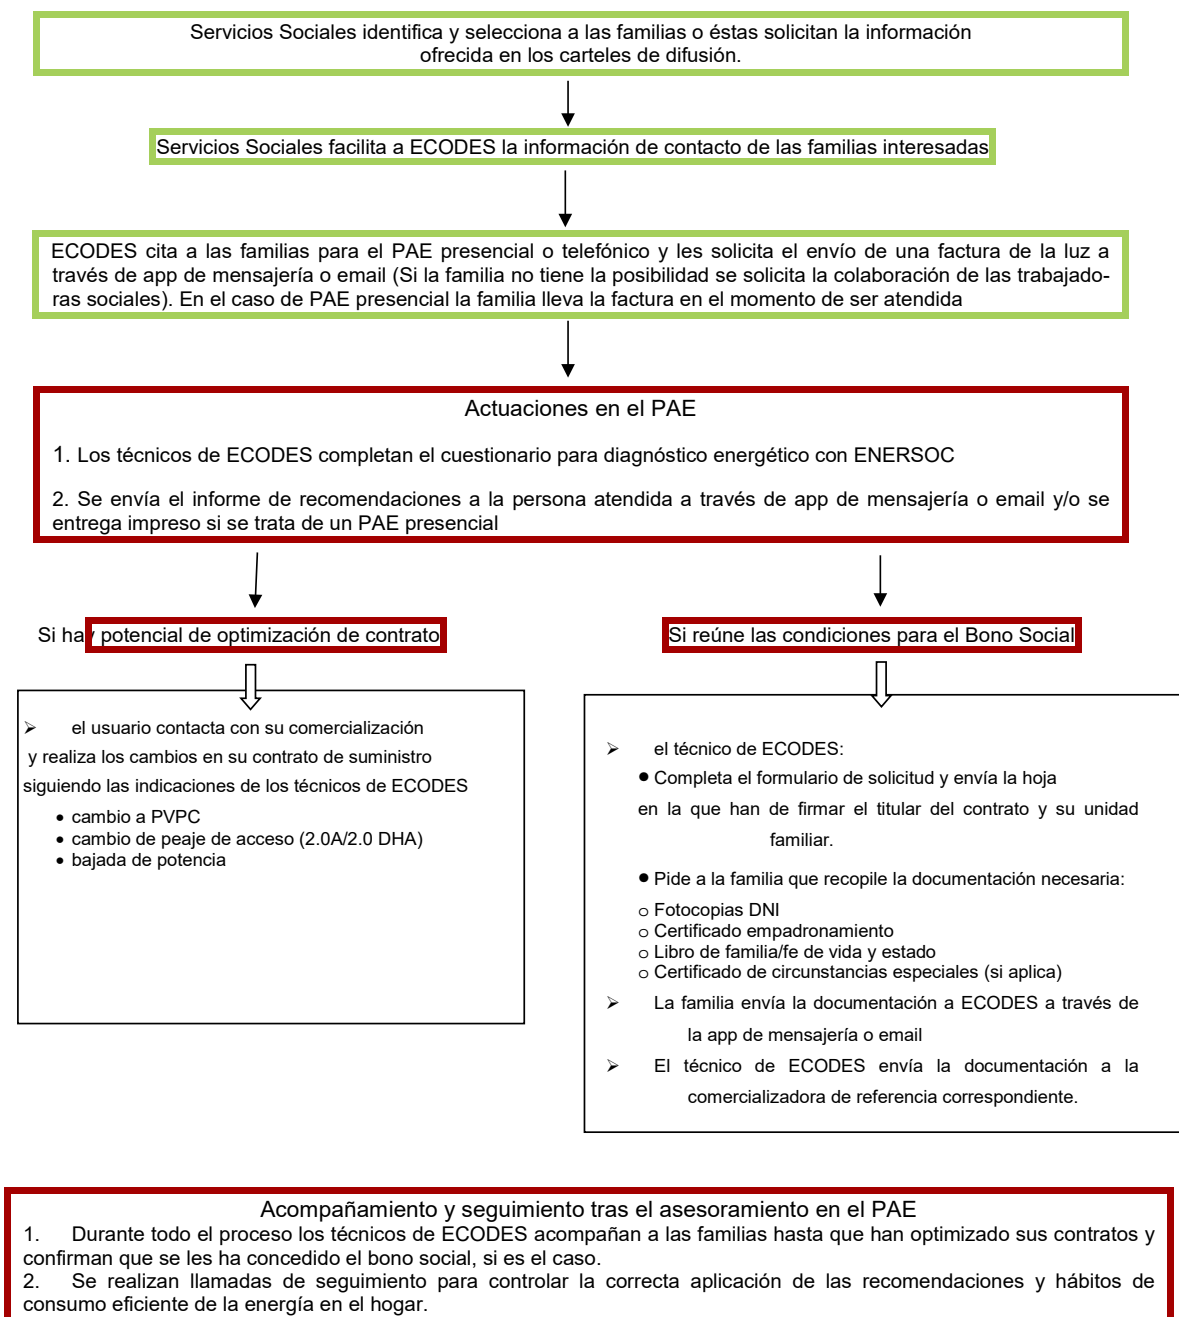 Servicios Sociales identifica y selecciona a las familias o éstas solicitan la información
ofrecida en los carteles de difusión.
Servicios Sociales facilita a ECODES la información de contacto de las familias interesadas
ECODES cita a las familias para el PAE presencial o telefónico y les solicita el envío de una factura de la luz a
través de app de mensajería o email (Si la familia no tiene la posibilidad se solicita la colaboración de las trabajado-
ras sociales). En el caso de PAE presencial la familia lleva la factura en el momento de ser atendida
Actuaciones en el PAE
1. Los técnicos de ECODES completan el cuestionario para diagnóstico energético con ENERSOC
2. Se envía el informe de recomendaciones a la persona atendida a través de app de mensajería o email y/o se
entrega impreso si se trata de un PAE presencial
Si hay potencial de optimización de contrato
➢ el usuario contacta con su comercialización
y realiza los cambios en su contrato de suministro
siguiendo las indicaciones de los técnicos de ECODES
• cambio a PVPC
• cambio de peaje de acceso (2.0A/2.0 DHA)
• bajada de potencia
Si reúne las condiciones para el Bono Social
➢ el técnico de ECODES:
• Completa el formulario de solicitud y envía la hoja
en la que han de firmar el titular del contrato y su unidad
familiar.
• Pide a la familia que recopile la documentación necesaria:
o Fotocopias DNI
o Certificado empadronamiento
o Libro de familia/fe de vida y estado
o Certificado de circunstancias especiales (si aplica)
➢ La familia envía la documentación a ECODES a través de
la app de mensajería o email
➢ El técnico de ECODES envía la documentación a la
comercializadora de referencia correspondiente.
Acompañamiento y seguimiento tras el asesoramiento en el PAE
1. Durante todo el proceso los técnicos de ECODES acompañan a las familias hasta que han optimizado sus contratos y
confirman que se les ha concedido el bono social, si es el caso.
2. Se realizan llamadas de seguimiento para controlar la correcta aplicación de las recomendaciones y hábitos de
consumo eficiente de la energía en el hogar.